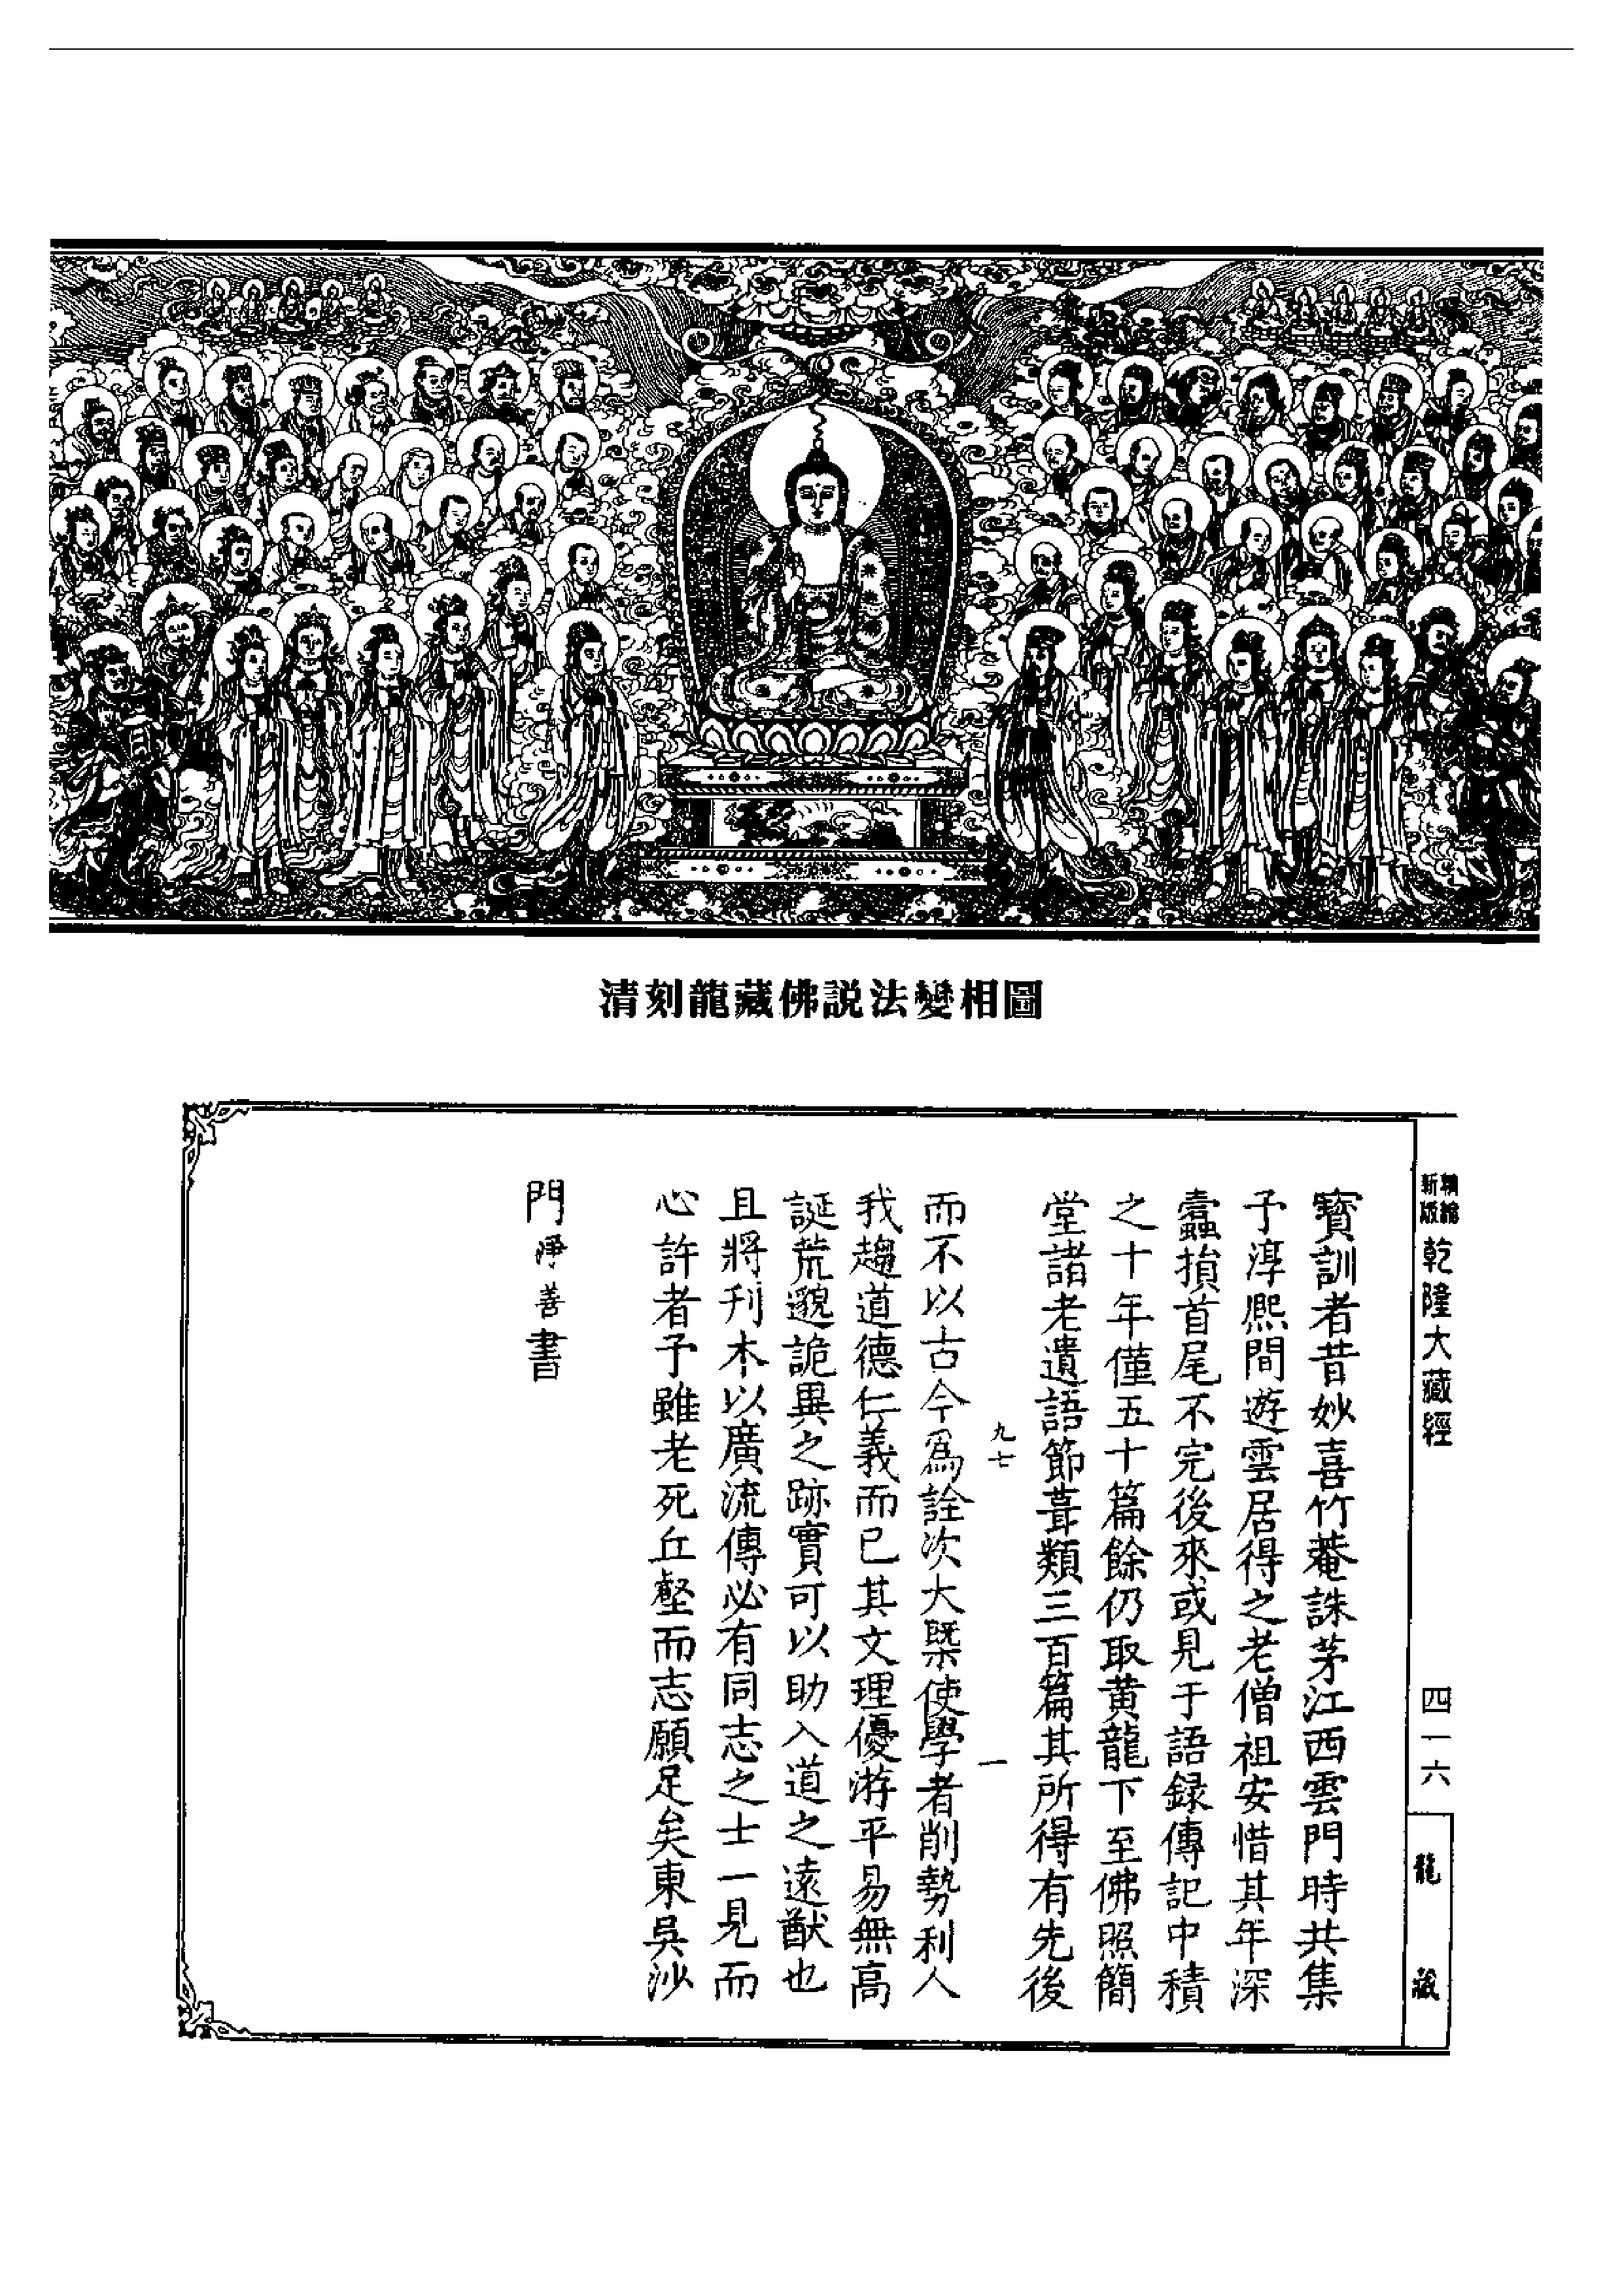 清刻龍藏佛説法變相圖
新版
乾隆大藏經
四一六
龍藏
寳訓者昔妙喜竹菴誅茅江西雲門時共集
予淳熈間遊雲居得之老僧祖安惜其年深
蠧損首尾不完後來或見于語録傳記中積
之十年僅五十篇餘仍取黄龍下至佛照簡
堂諸老遺語節葺類三百篇其所得有先後
九七 一
而不以古今爲詮次大槩使學者削勢利人
我趨道德仁義而已其文理優游平易無高
誕荒邈詭異之跡實可以助入道之遠猷也
且將刋木以廣流傳必有同志之士一見而
心許者予雖老死丘壑而志願足矣東吳沙
門淨善書